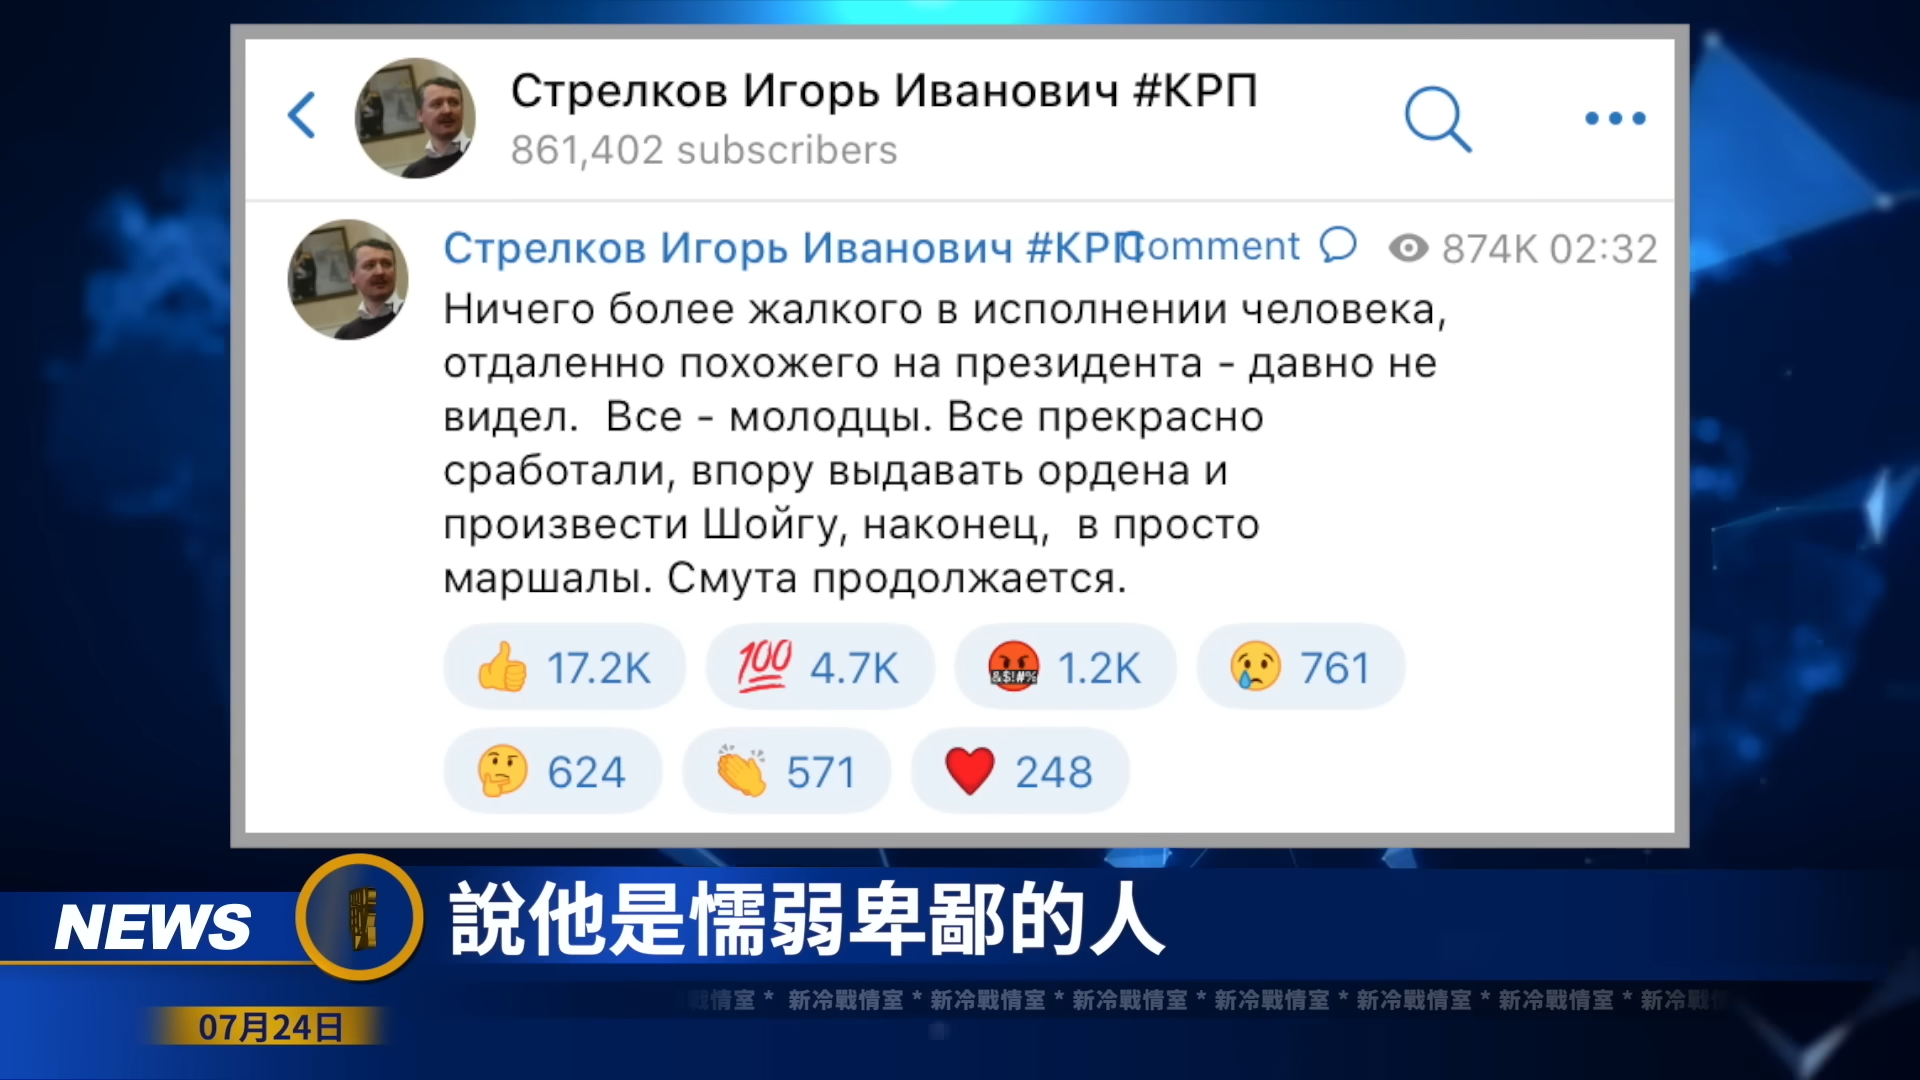 Стрелков Игорь Иванович #КРП
861,402 subscribers
Стрелков Игорь Иванович #КРП Comment 874K 02:32
Ничего более жалкого в исполнении человека,
отдаленно похожего на президента - давно не
видел. Все - молодцы. Все прекрасно
сработали, впору выдавать ордена и
произвести Шойгу, наконец, в просто
маршалы. Смута продолжается.
👍 17.2K 💯 4.7K 🤬 1.2K 😢 761
🤔 624 👏 571 ❤️ 248
NEWS 說他是懦弱卑鄙的人
戰情室 * 新冷戰情室 * 新冷戰情室 * 新冷戰情室 * 新冷戰情室 * 新冷戰情室 * 新冷戰情室 * 新冷戰
07月24日